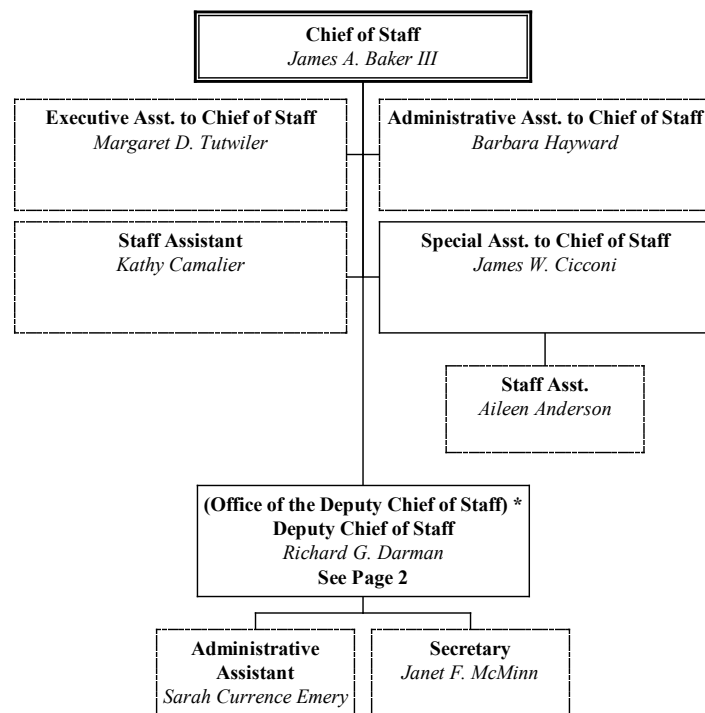 Chief of Staff
James A. Baker III
Executive Asst. to Chief of Staff
Margaret D. Tutwiler
Administrative Asst. to Chief of Staff
Barbara Hayward
Staff Assistant
Kathy Camalier
Special Asst. to Chief of Staff
James W. Cicconi
Staff Asst.
Aileen Anderson
(Office of the Deputy Chief of Staff) *
Deputy Chief of Staff
Richard G. Darman
See Page 2
Administrative
Assistant
Sarah Currence Emery
Secretary
Janet F. McMinn